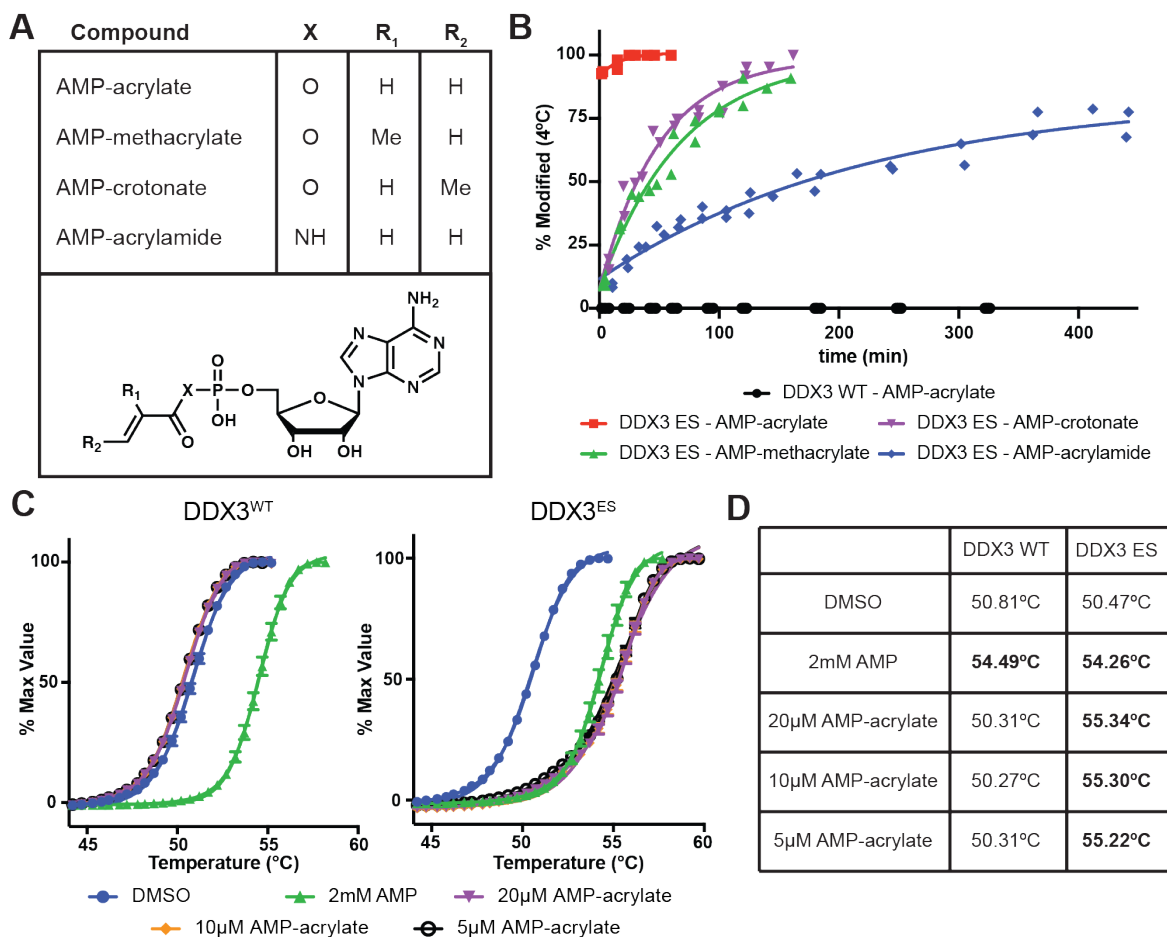 A
Compound X R1 R2
AMP-acrylate O H H
AMP-methacrylate O Me H
AMP-crotonate O H Me
AMP-acrylamide NH H H
NH2
N
N
O
N
N
R1
X
P
O
O
OH
R2
O
OH
OH
B
% Modified (4ºC)
100
75
50
25
0
0 100 200 300 400
time (min)
DDX3 WT - AMP-acrylate
DDX3 ES - AMP-acrylate DDX3 ES - AMP-crotonate
DDX3 ES - AMP-methacrylate DDX3 ES - AMP-acrylamide
C
DDX3WT DDX3ES
% Max Value
100
50
0
45 50 55 60
Temperature (°C)
% Max Value
100
50
0
45 50 55 60
Temperature (°C)
DMSO 2mM AMP 20µM AMP-acrylate
10µM AMP-acrylate 5µM AMP-acrylate
D
DDX3 WT DDX3 ES
DMSO 50.81ºC 50.47ºC
2mM AMP 54.49ºC 54.26ºC
20µM AMP-acrylate 50.31ºC 55.34ºC
10µM AMP-acrylate 50.27ºC 55.30ºC
5µM AMP-acrylate 50.31ºC 55.22ºC